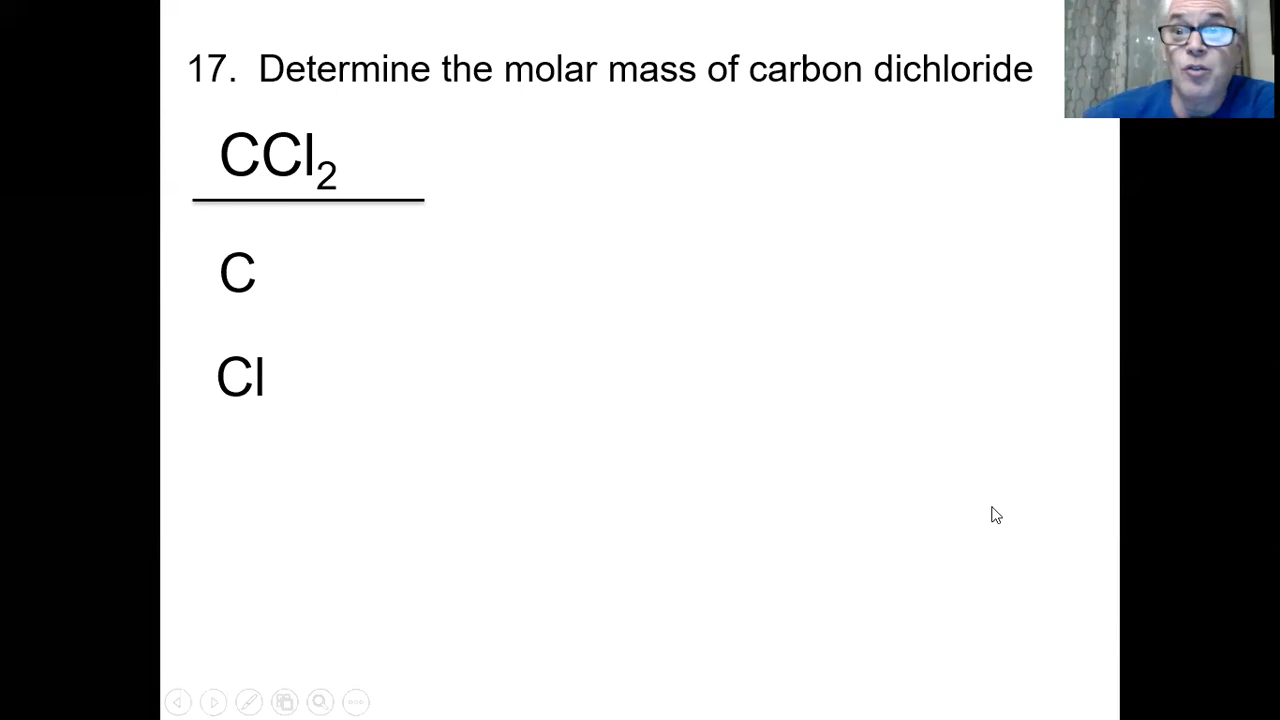 17. Determine the molar mass of carbon dichloride
CCl₂
C
Cl